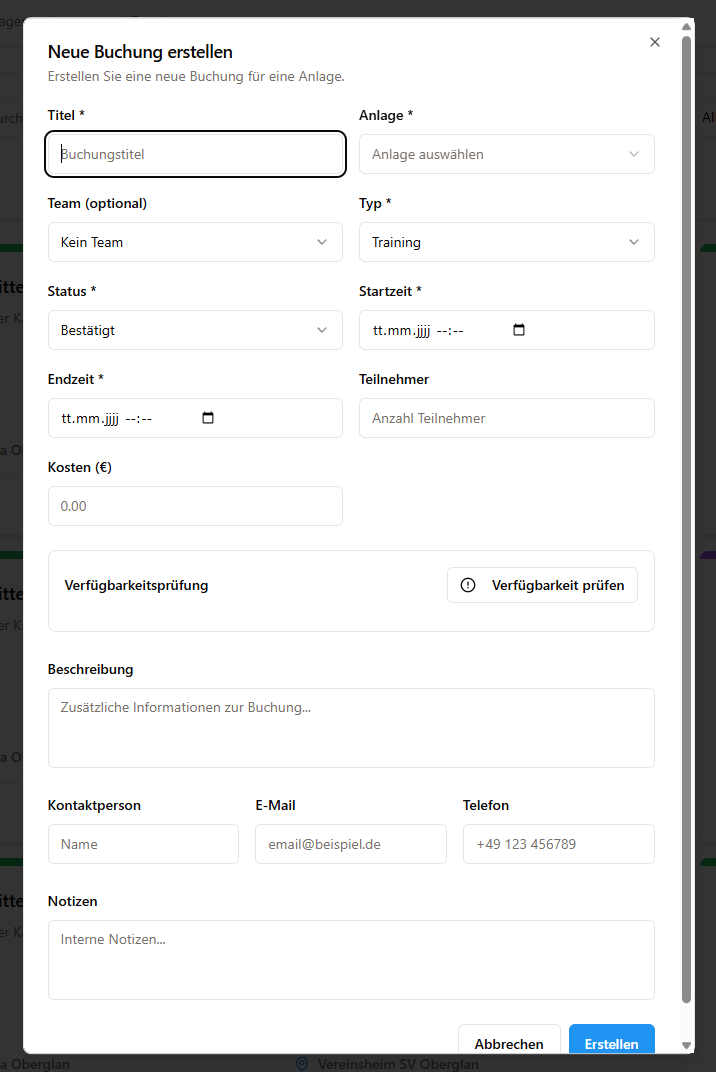 Neue Buchung erstellen
Erstellen Sie eine neue Buchung für eine Anlage.
Titel *
Anlage *
Buchungstitel
Anlage auswählen
Team (optional)
Typ *
Kein Team
Training
Status *
Startzeit *
Bestätigt
tt.mm.jjjj --:--
Endzeit *
Teilnehmer
tt.mm.jjjj --:--
Anzahl Teilnehmer
Kosten (€)
0.00
Verfügbarkeitsprüfung
Verfügbarkeit prüfen
Beschreibung
Zusätzliche Informationen zur Buchung...
Kontaktperson
E-Mail
Telefon
Name
email@beispiel.de
+49 123 456789
Notizen
Interne Notizen...
Abbrechen
Erstellen
a Oberglan
Vereinsheim SV Oberglan